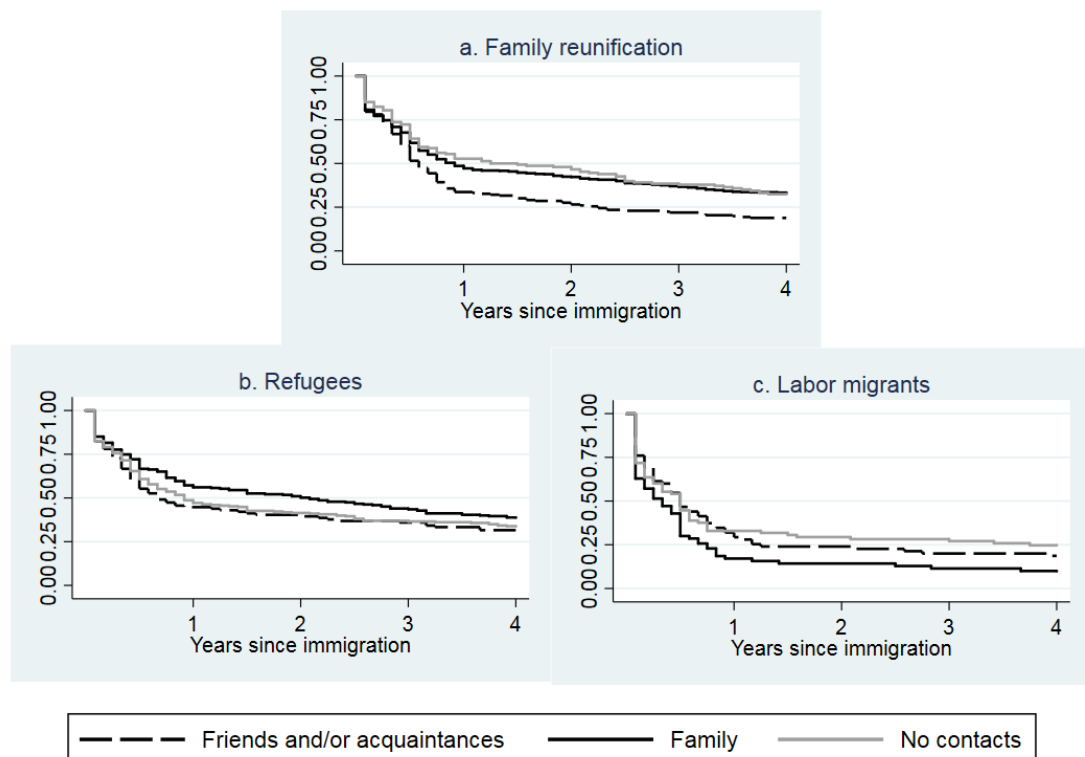 a. Family reunification
1.00
0.75
0.50
0.25
0.00
1 2 3 4
Years since immigration
b. Refugees
1.00
0.75
0.50
0.25
0.00
1 2 3 4
Years since immigration
c. Labor migrants
1.00
0.75
0.50
0.25
0.00
1 2 3 4
Years since immigration
Friends and/or acquaintances Family No contacts